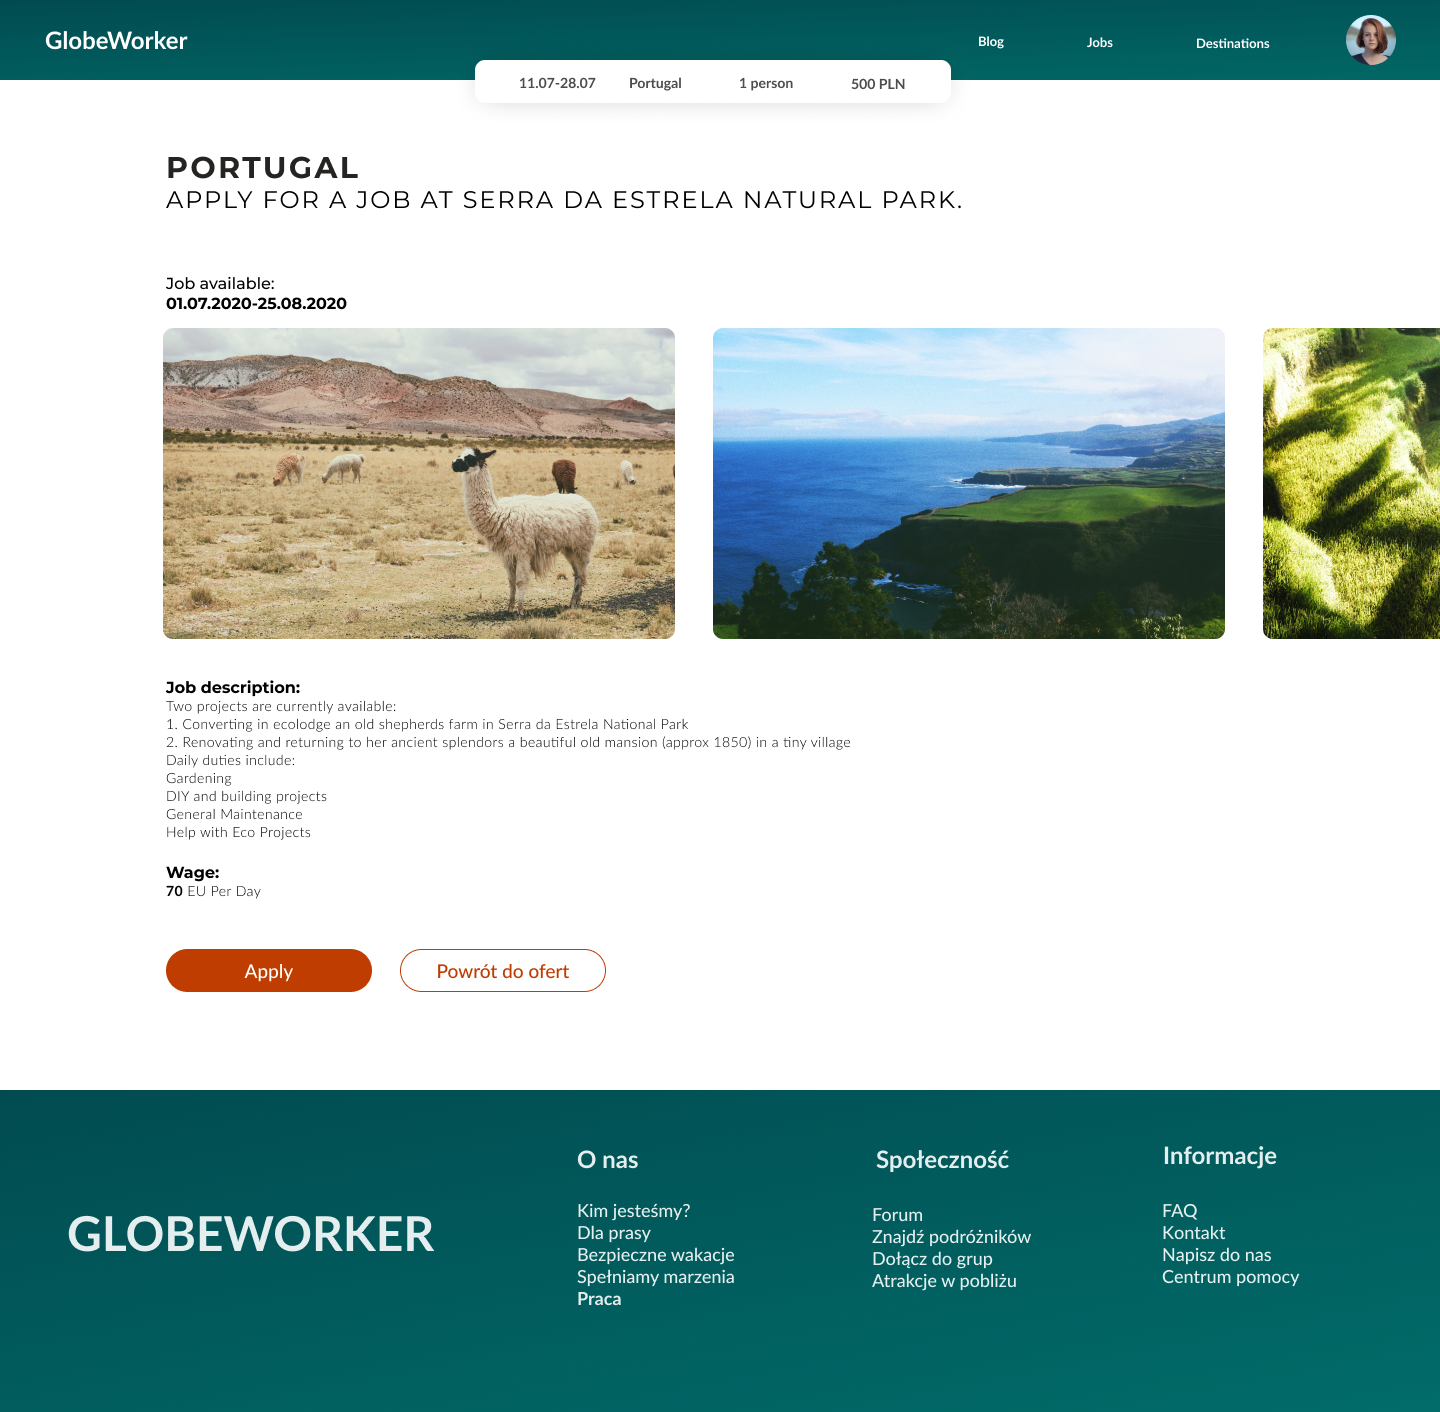 GlobeWorker
Blog
Jobs
Destinations
11.07-28.07
Portugal
1 person
500 PLN
PORTUGAL
APPLY FOR A JOB AT SERRA DA ESTRELA NATURAL PARK.
Job available:
01.07.2020-25.08.2020
Job description:
Two projects are currently available:
1. Converting in ecolodge an old shepherds farm in Serra da Estrela National Park
2. Renovating and returning to her ancient splendors a beautiful old mansion (approx 1850) in a tiny village
Daily duties include:
Gardening
DIY and building projects
General Maintenance
Help with Eco Projects
Wage:
70 EU Per Day
Apply
Powrót do ofert
GLOBEWORKER
O nas
Kim jesteśmy?
Dla prasy
Bezpieczne wakacje
Spełniamy marzenia
Praca
Społeczność
Forum
Znajdź podróżników
Dołącz do grup
Atrakcje w pobliżu
Informacje
FAQ
Kontakt
Napisz do nas
Centrum pomocy